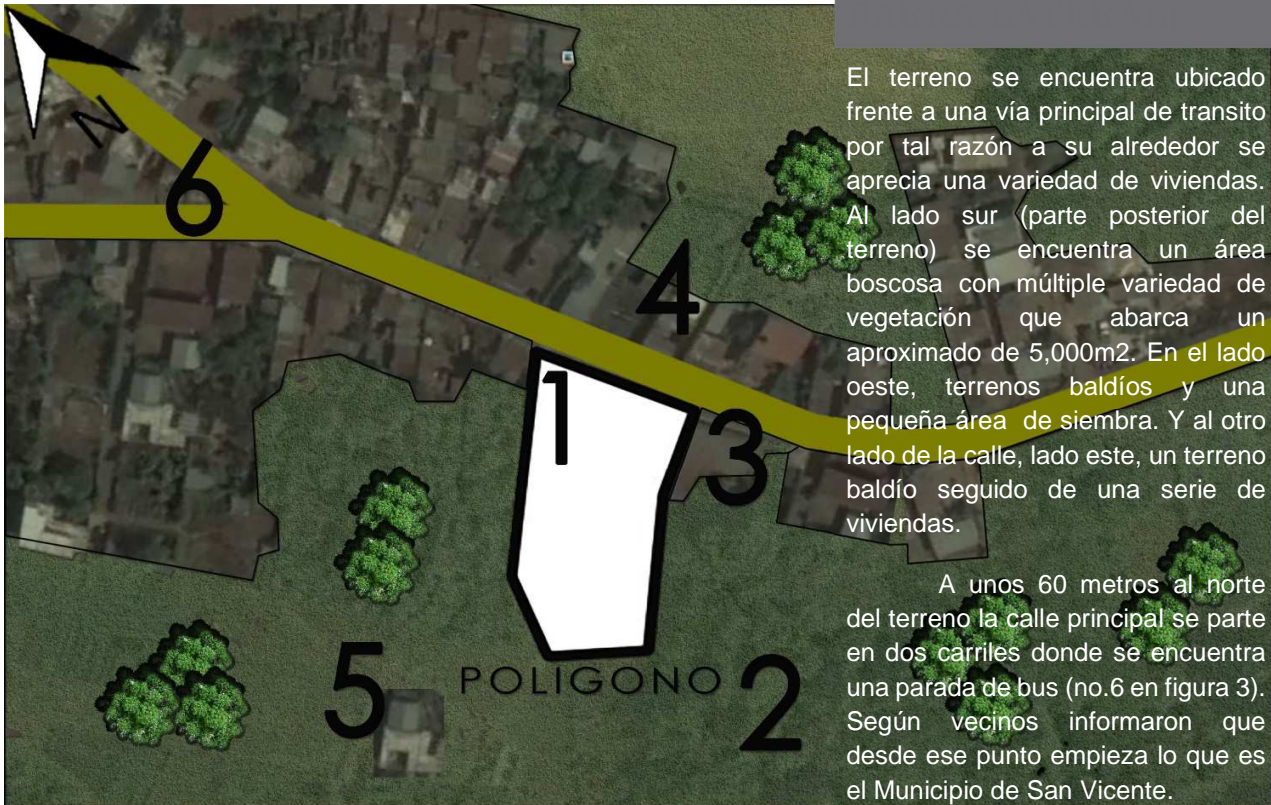 N
6
4
1
3
5
POLIGONO 2
El terreno se encuentra ubicado
frente a una vía principal de transito
por tal razón a su alrededor se
aprecia una variedad de viviendas.
Al lado sur (parte posterior del
terreno) se encuentra un área
boscosa con múltiple variedad de
vegetación que abarca un
aproximado de 5,000m2. En el lado
oeste, terrenos baldíos y una
pequeña área de siembra. Y al otro
lado de la calle, lado este, un terreno
baldío seguido de una serie de
viviendas.
A unos 60 metros al norte
del terreno la calle principal se parte
en dos carriles donde se encuentra
una parada de bus (no.6 en figura 3).
Según vecinos informaron que
desde ese punto empieza lo que es
el Municipio de San Vicente.